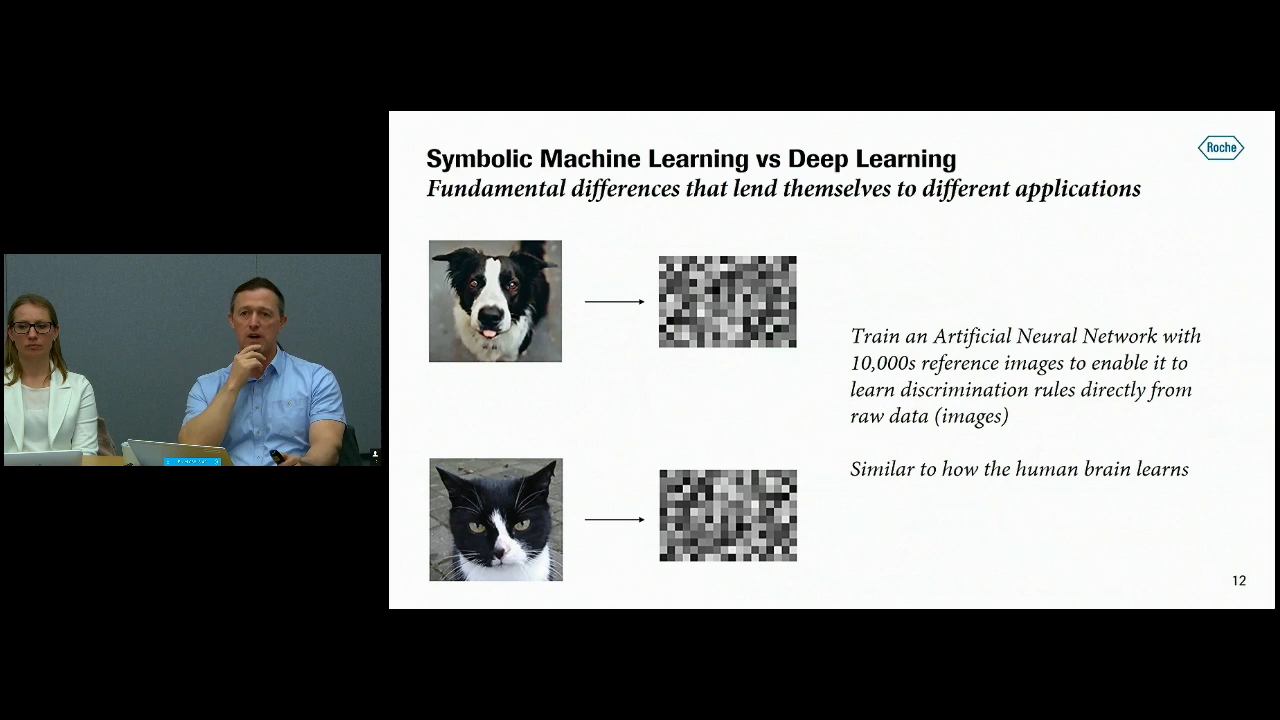 Symbolic Machine Learning vs Deep Learning
Roche
Fundamental differences that lend themselves to different applications
Train an Artificial Neural Network with
10,000s reference images to enable it to
learn discrimination rules directly from
raw data (images)
Similar to how the human brain learns
12